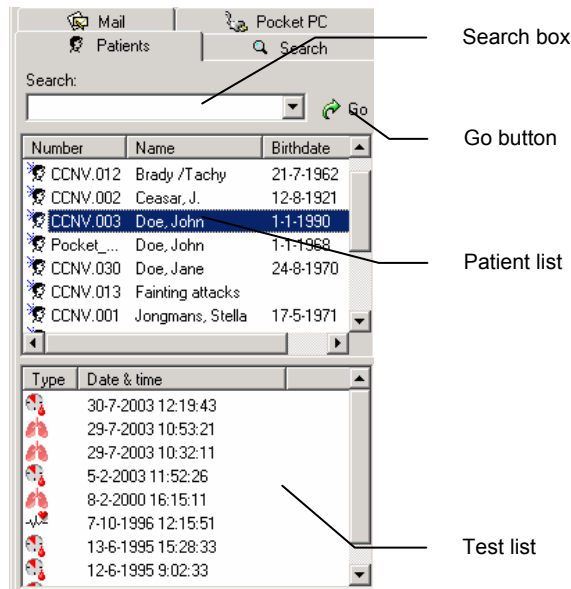 Mail Pocket PC
Patients Search
Search box
Search:
Go
Go button
Number Name Birthdate
CCNV.012 Brady /Tachy 21-7-1962
CCNV.002 Ceasar, J. 12-8-1921
CCNV.003 Doe, John 1-1-1990
Pocket_... Doe, John 1-1-1968
CCNV.030 Doe, Jane 24-8-1970
Patient list
CCNV.013 Fainting attacks
CCNV.001 Jongmans, Stella 17-5-1971
Type Date & time
30-7-2003 12:19:43
29-7-2003 10:53:21
29-7-2003 10:32:11
5-2-2003 11:52:26
8-2-2000 16:15:11
7-10-1996 12:15:51
13-6-1995 15:28:33
Test list
12-6-1995 9:02:33